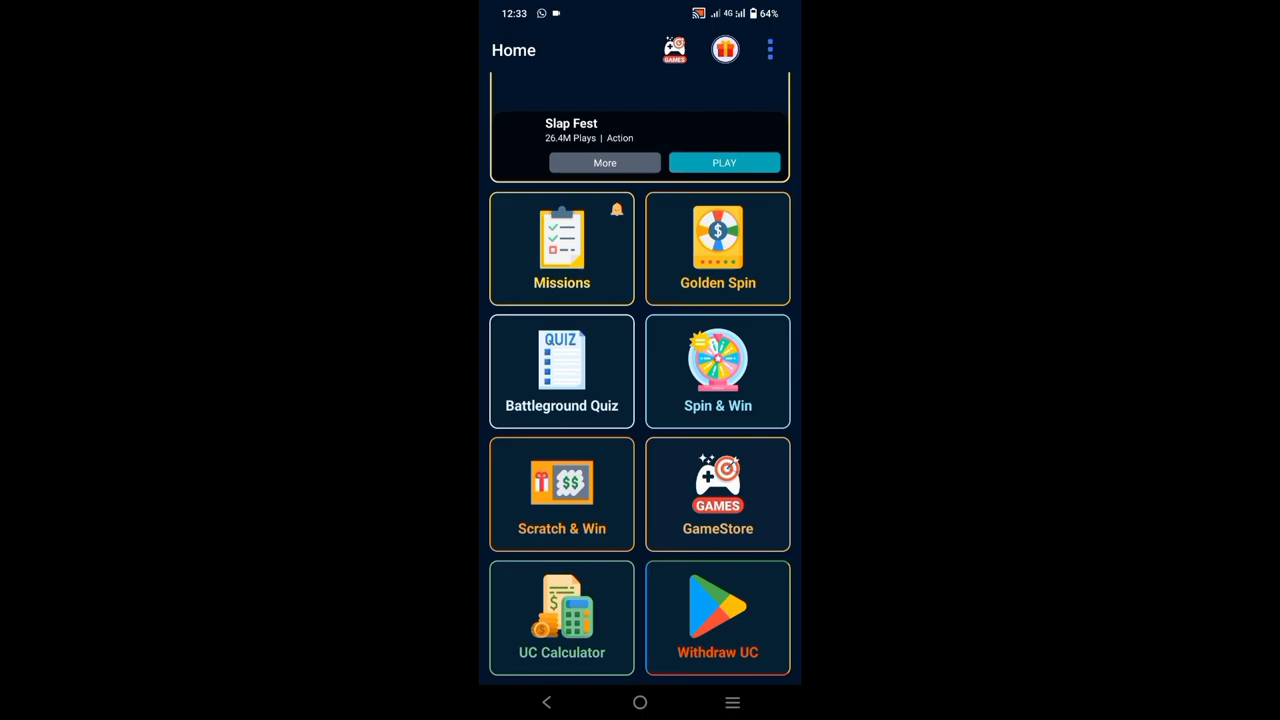 12:33
4G
64%
Home
GAMES
Slap Fest
26.4M Plays | Action
More
PLAY
$
Missions
Golden Spin
QUIZ
Battleground Quiz
Spin & Win
$$
GAMES
Scratch & Win
GameStore
$
$
UC Calculator
Withdraw UC